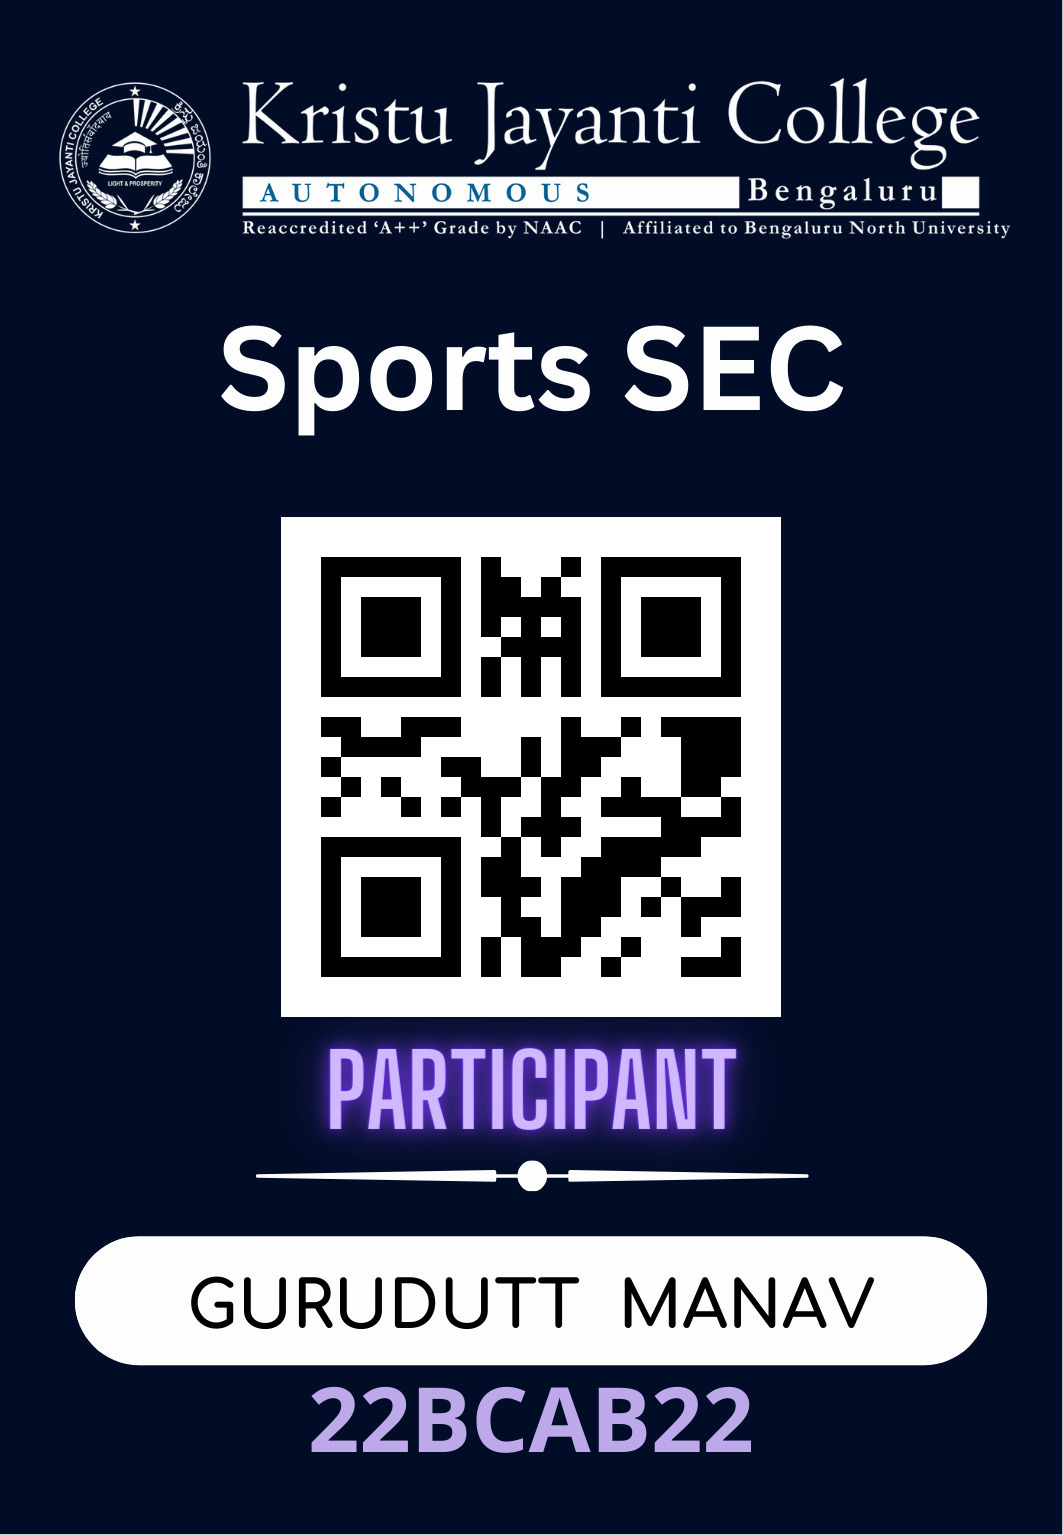 Kristu Jayanti College
AUTONOMOUS Bengaluru
Reaccredited ‘A++’ Grade by NAAC | Affiliated to Bengaluru North University
KRISTU JAYANTI COLLEGE
LIGHT & PROSPERITY
Sports SEC
PARTICIPANT
GURUDUTT MANAV
22BCAB22